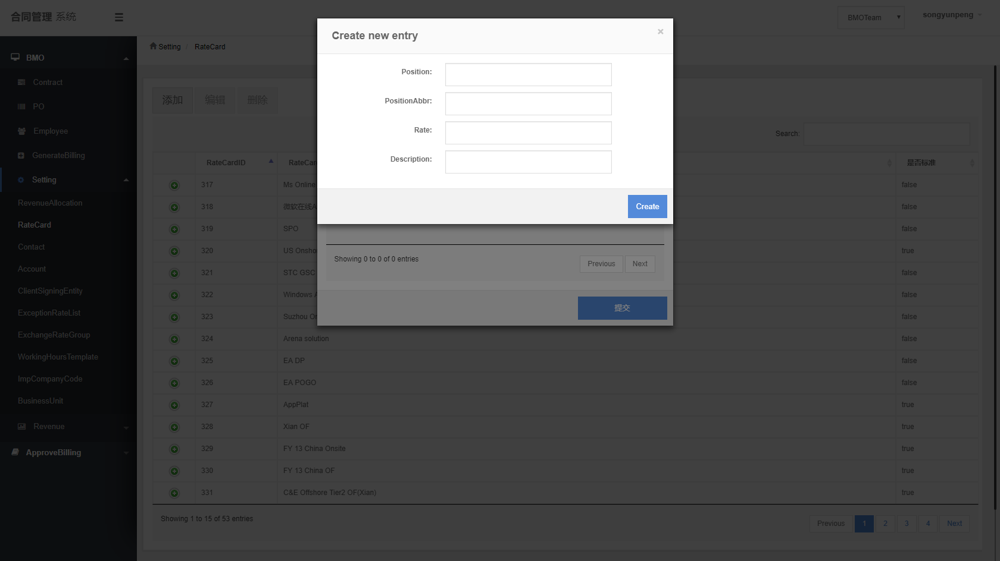 合同管理 系统
BMOTeam
songyunpeng
BMO
Contract
PO
Employee
GenerateBilling
Setting
RevenueAllocation
RateCard
Contact
Account
ClientSigningEntity
ExceptionRateList
ExchangeRateGroup
WorkingHoursTemplate
ImpCompanyCode
BusinessUnit
Revenue
ApproveBilling
Setting / RateCard
添加 编辑 删除
Search:
Create new entry ×
Position:
PositionAbbr:
Rate:
Description:
Create
Showing 0 to 0 of 0 entries
Previous Next
提交
RateCardID RateCar 是否标准
317 Ms Online false
318 微软在线A false
319 SPO false
320 US Onsho true
321 STC GSC false
322 Windows A false
323 Suzhou On false
324 Arena solution false
325 EA DP false
326 EA POGO false
327 AppPlat true
328 Xian OF true
329 FY 13 China Onsite true
330 FY 13 China OF true
331 C&E Offshore Tier2 OF(Xian) true
Showing 1 to 15 of 53 entries
Previous 1 2 3 4 Next